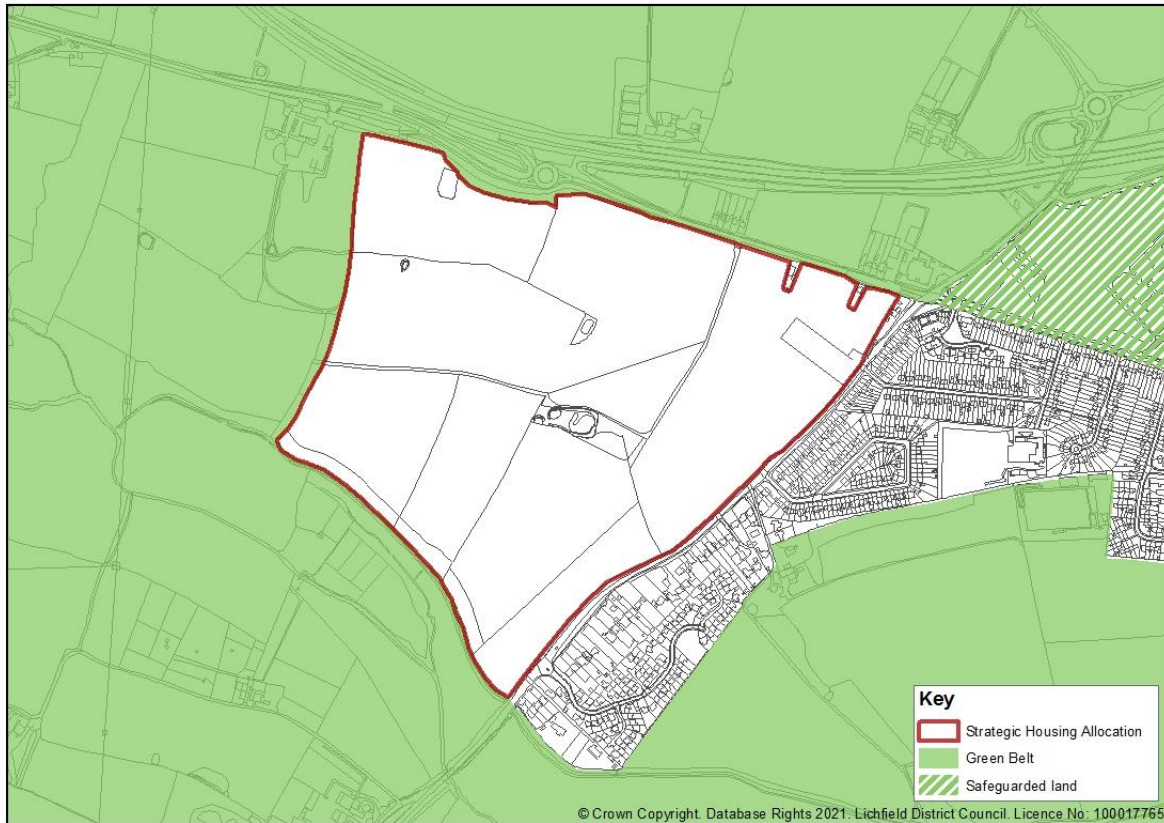 Key
Strategic Housing Allocation
Green Belt
Safeguarded land
© Crown Copyright. Database Rights 2021. Lichfield District Council. Licence No: 100017765